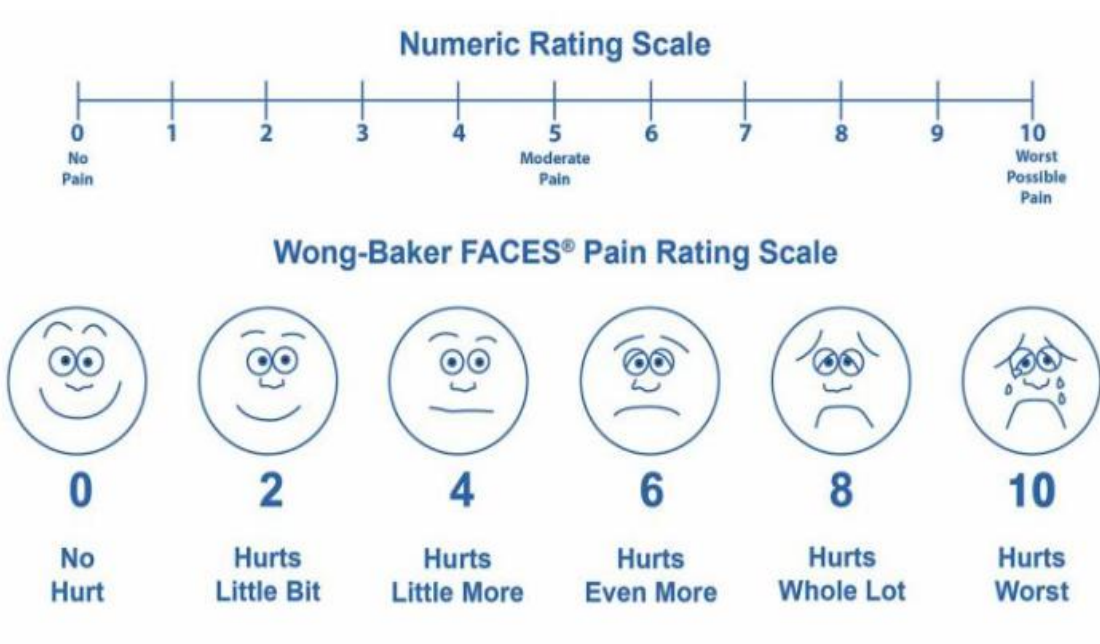 Numeric Rating Scale
0 1 2 3 4 5 6 7 8 9 10
No Pain
Moderate Pain
Worst Possible Pain
Wong-Baker FACES® Pain Rating Scale
0 2 4 6 8 10
No Hurt
Hurts Little Bit
Hurts Little More
Hurts Even More
Hurts Whole Lot
Hurts Worst